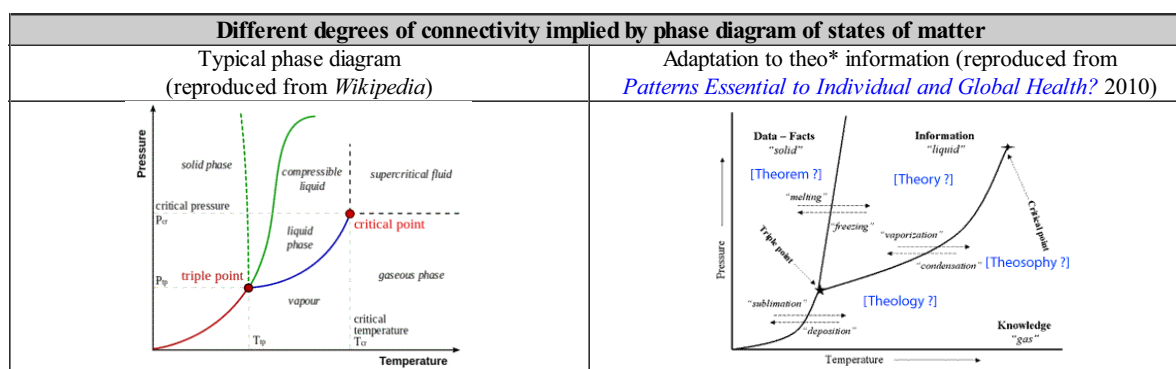 Different degrees of connectivity implied by phase diagram of states of matter
Typical phase diagram
(reproduced from Wikipedia)
Adaptation to theo* information (reproduced from
Patterns Essential to Individual and Global Health? 2010)
Pressure
solid phase
compressible
liquid
supercritical fluid
critical pressure
Pcr
critical point
liquid
phase
triple point
Ptp
gaseous phase
vapour
critical
temperature
Ttp
Tcr
Temperature
Data – Facts
"solid"
Information
"liquid"
[Theorem ?]
[Theory ?]
"melting"
"freezing"
Critical point
Triple point
"vaporization"
"condensation"
[Theosophy ?]
Pressure
"sublimation"
[Theology ?]
"deposition"
Knowledge
"gas"
Temperature